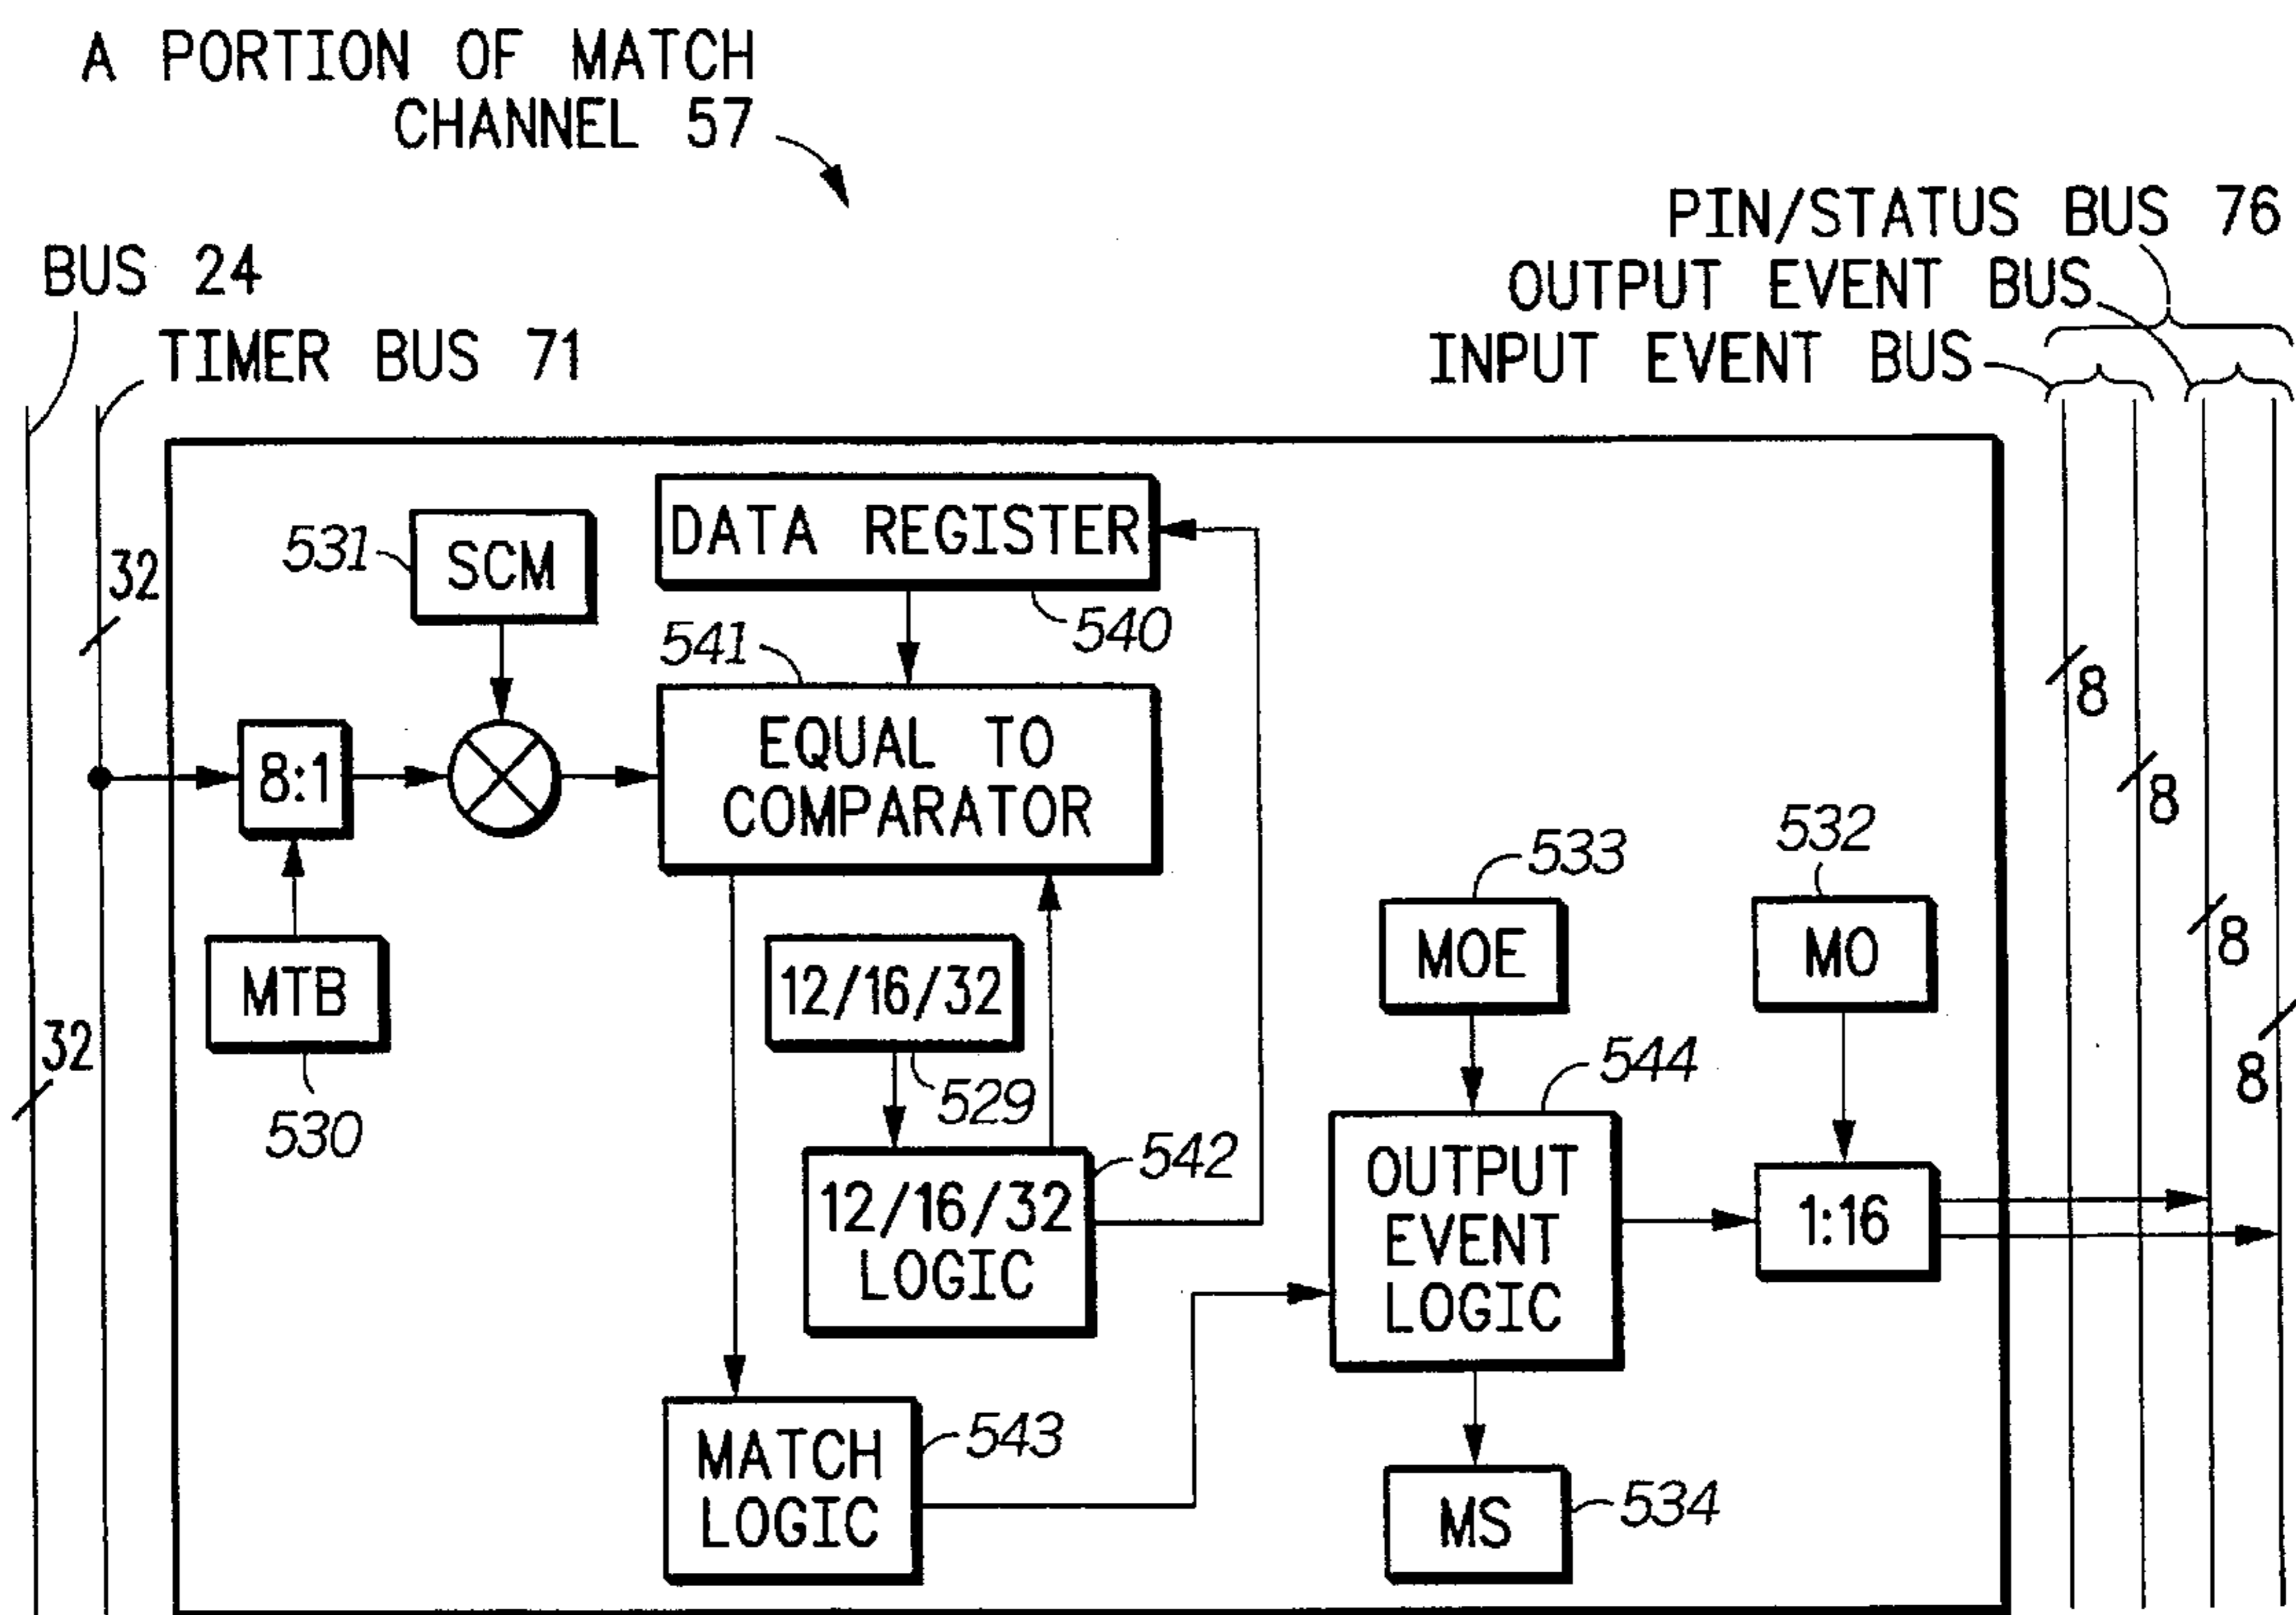 A PORTION OF MATCH
CHANNEL 57
PIN/STATUS BUS 76
BUS 24
OUTPUT EVENT BUS
TIMER BUS 71
INPUT EVENT BUS
531
SCM
DATA REGISTER
32
540
541
8
8:1
EQUAL TO
COMPARATOR
8
533
532
MTB
12/16/32
MOE
MO
8
32
530
529
544
8
542
12/16/32
LOGIC
OUTPUT
EVENT
LOGIC
1:16
MATCH
LOGIC
543
MS
534